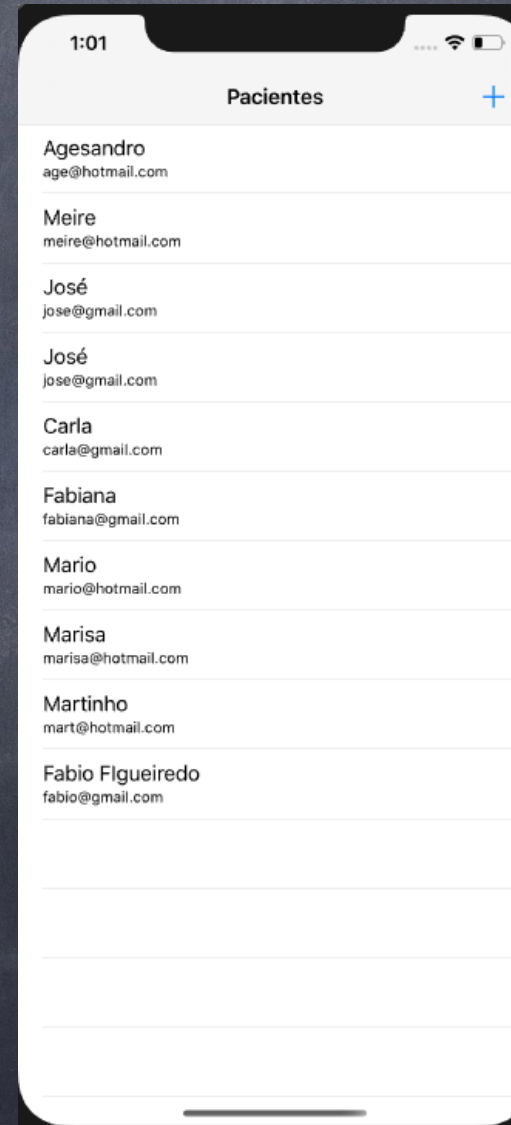 1:01
Pacientes +
Agesandro
age@hotmail.com
Meire
meire@hotmail.com
José
jose@gmail.com
José
jose@gmail.com
Carla
carla@gmail.com
Fabiana
fabiana@gmail.com
Mario
mario@hotmail.com
Marisa
marisa@hotmail.com
Martinho
mart@hotmail.com
Fabio FIgueiredo
fabio@gmail.com